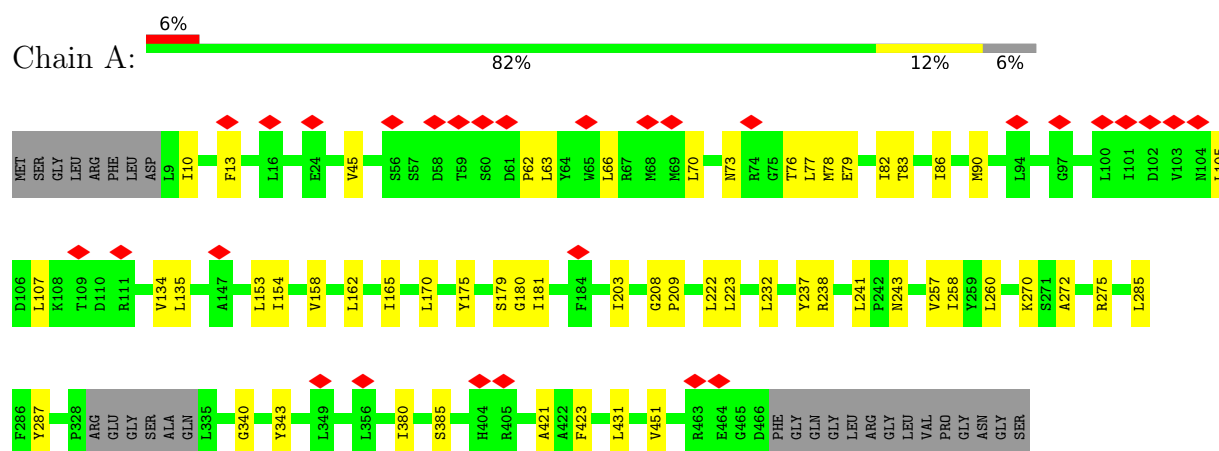 6%
Chain A:
82% 12% 6%
MET SER GLY LEU ARG PHE LEU ASP L9 I10 F13 L16 E24 V45 S56 S57 D58 T59 S60 D61 P62 L63 Y64 W65 L66 R67 M68 M69 L70 N73 R74 G75 T76 L77 M78 E79 I82 T83 I86 M90 L94 G97 L100 I101 D102 V103 N104 L105
D106 L107 K108 T109 D110 R111 V134 L135 A147 L153 I154 V158 L162 I165 L170 Y175 S179 G180 I181 F184 I203 G208 P209 L222 L223 L232 Y237 R238 L241 P242 N243 V257 I258 Y259 L260 K270 S271 A272 R275 L285
F286 Y287 P328 ARG GLU GLY SER ALA GLN L335 G340 Y343 L349 L356 I380 S385 H404 R405 A421 A422 F423 L431 V451 R463 E464 G465 D466 PHE GLY GLN GLY LEU ARG GLY LEU VAL PRO GLY ASN GLY SER